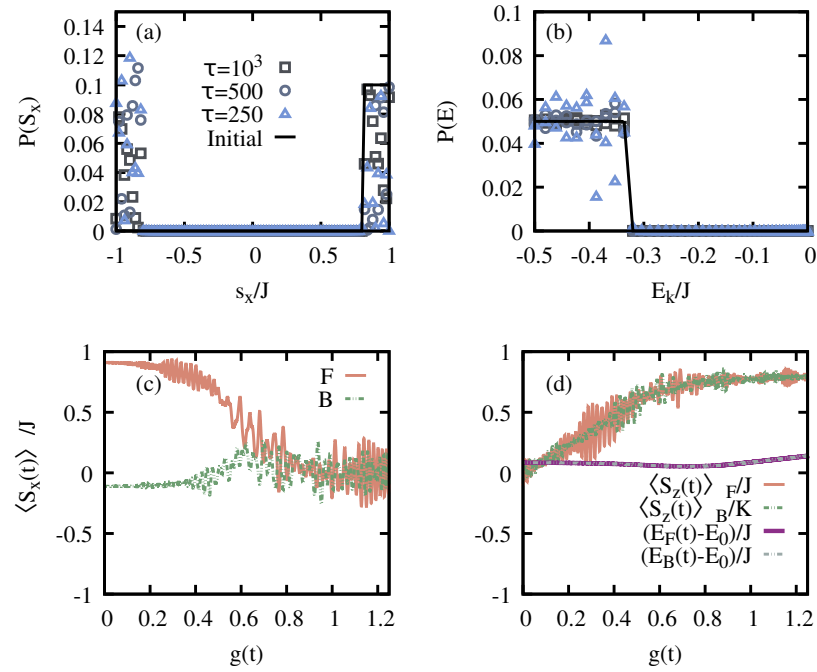 (a)
τ=10³
τ=500
τ=250
Initial
P(Sₓ)
0.14
0.12
0.1
0.08
0.06
0.04
0.02
0
-1 -0.5 0 0.5 1
sₓ/J
(b)
P(E)
0.1
0.08
0.06
0.04
0.02
0
-0.5 -0.4 -0.3 -0.2 -0.1 0
Eₖ/J
(c)
F
B
⟨Sₓ(t)⟩ /J
1
0.5
0
-0.5
-1
0 0.2 0.4 0.6 0.8 1 1.2
g(t)
(d)
⟨S_z(t)⟩ _F/J
⟨S_z(t)⟩ _B/K
(E_F(t)-E₀)/J
(E_B(t)-E₀)/J
1
0.5
0
-0.5
-1
0 0.2 0.4 0.6 0.8 1 1.2
g(t)